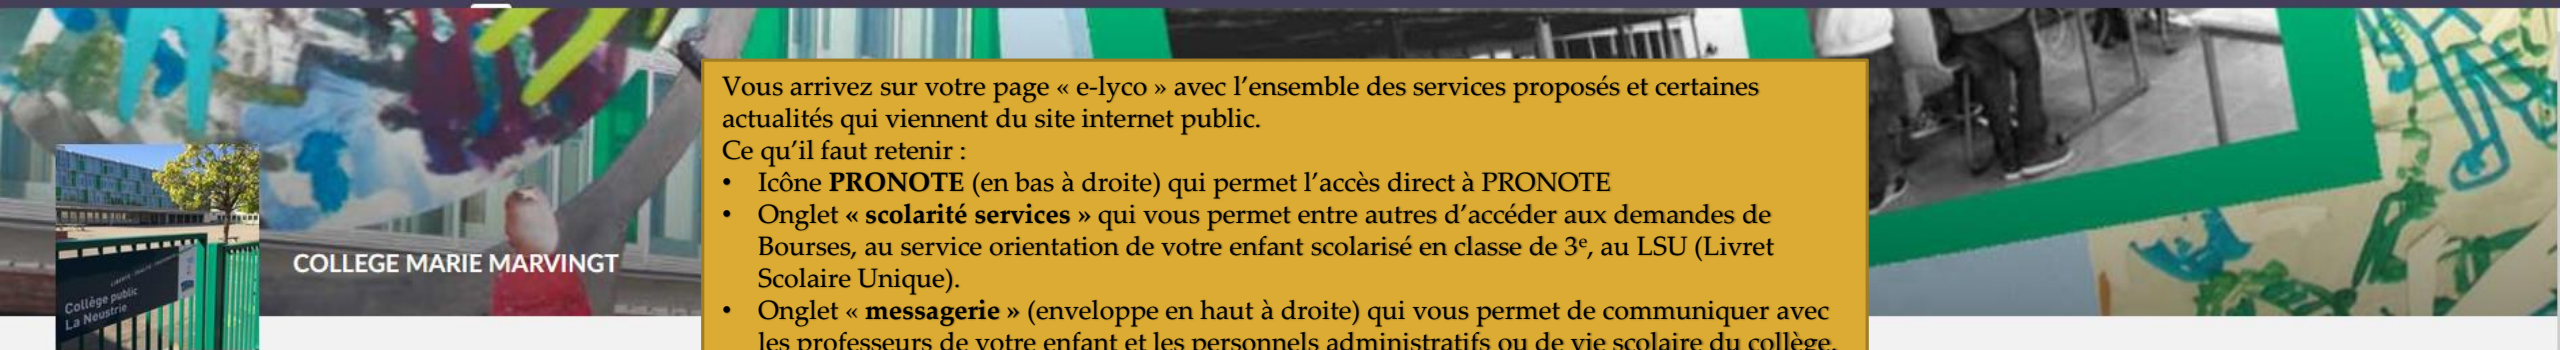 Vous arrivez sur votre page « e-lyco » avec l’ensemble des services proposés et certaines
actualités qui viennent du site internet public.
Ce qu’il faut retenir :
• Icône PRONOTE (en bas à droite) qui permet l’accès direct à PRONOTE
• Onglet « scolarité services » qui vous permet entre autres d’accéder aux demandes de
Bourses, au service orientation de votre enfant scolarisé en classe de 3e, au LSU (Livret
Scolaire Unique).
• Onglet « messagerie » (enveloppe en haut à droite) qui vous permet de communiquer avec
les professeurs de votre enfant et les personnels administratifs ou de vie scolaire du collège.
COLLEGE MARIE MARVINGT
Collège public
La Neustrie